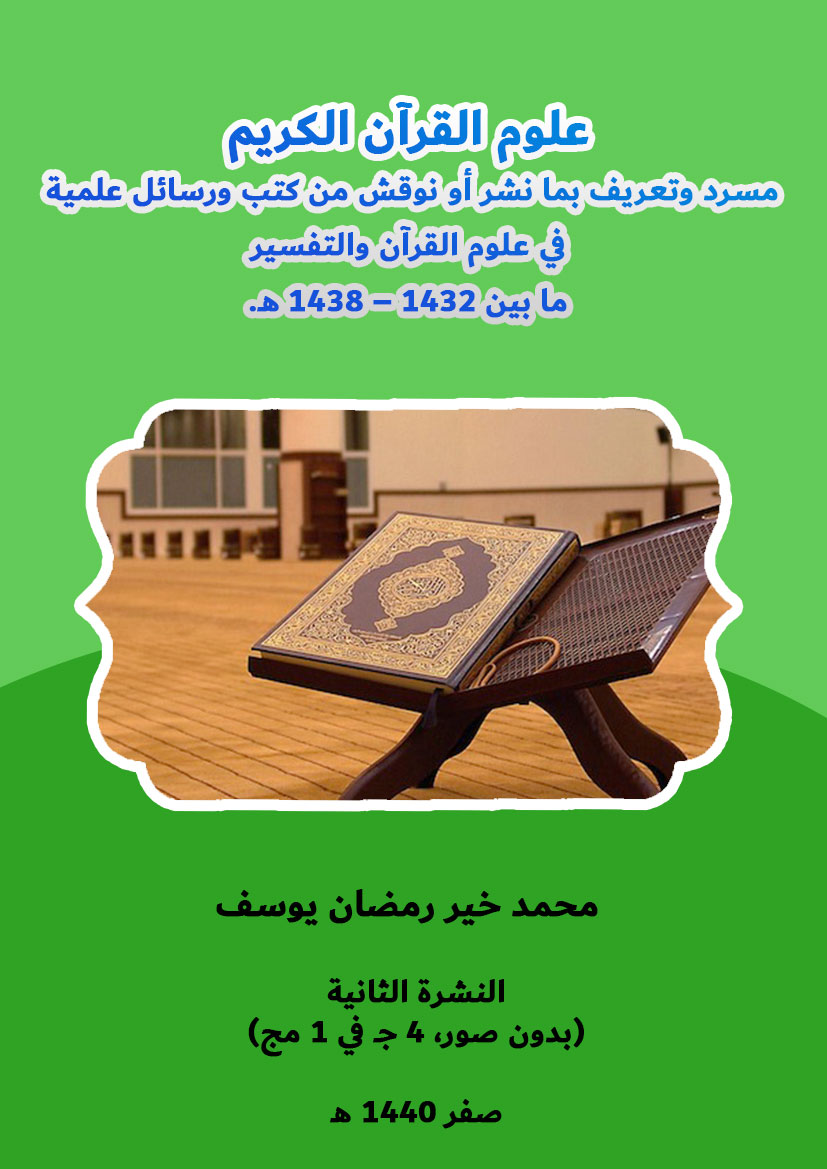 علوم القرآن الكريم
مسرد وتعريف بما نشر أو نوقش من كتب ورسائل علمية
في علوم القرآن والتفسير
ما بين 1432 – 1438 هـ.
محمد خير رمضان يوسف
النشرة الثانية
(بدون صور، 4 جـ في 1 مج)
صفر 1440 هـ